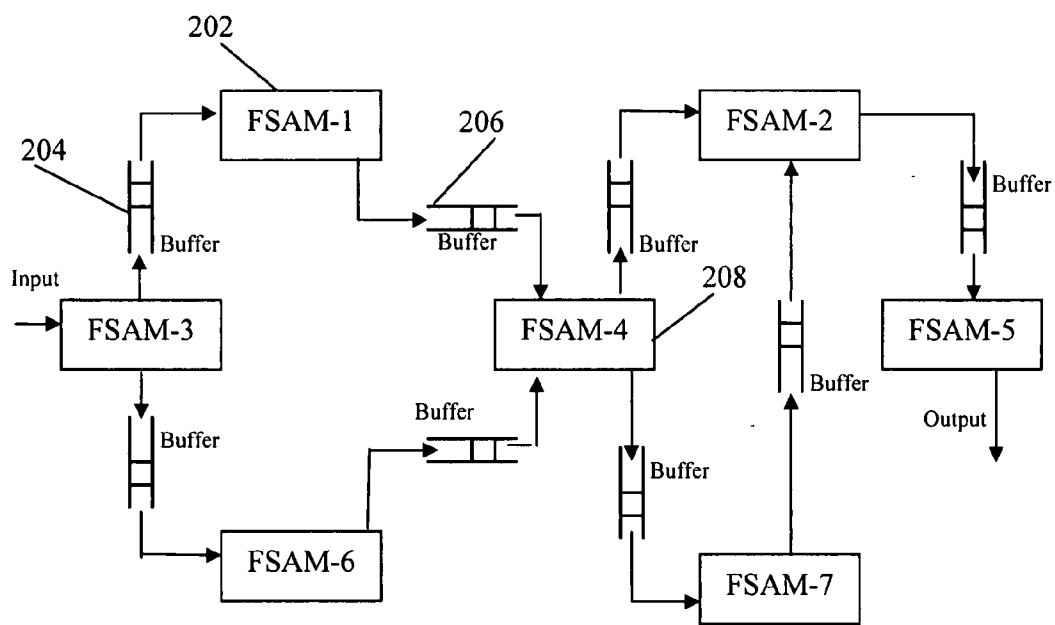 202
FSAM-1
206
FSAM-2
204
Buffer
Buffer
Buffer
Buffer
Input
208
FSAM-3
FSAM-4
FSAM-5
Buffer
Buffer
Output
Buffer
Buffer
FSAM-6
FSAM-7